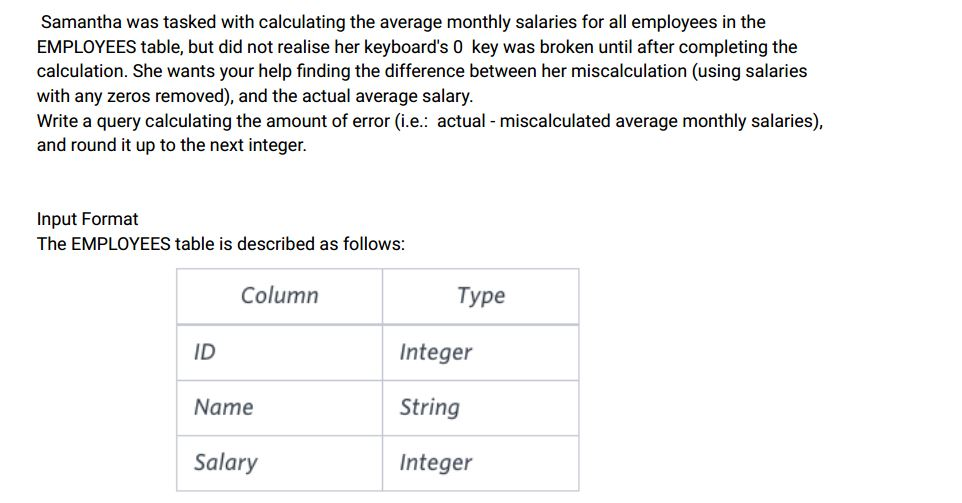 Samantha was tasked with calculating the average monthly salaries for all employees in the
EMPLOYEES table, but did not realise her keyboard's 0 key was broken until after completing the
calculation. She wants your help finding the difference between her miscalculation (using salaries
with any zeros removed), and the actual average salary.
Write a query calculating the amount of error (i.e.: actual - miscalculated average monthly salaries),
and round it up to the next integer.
Input Format
The EMPLOYEES table is described as follows:
Column Type
ID Integer
Name String
Salary Integer